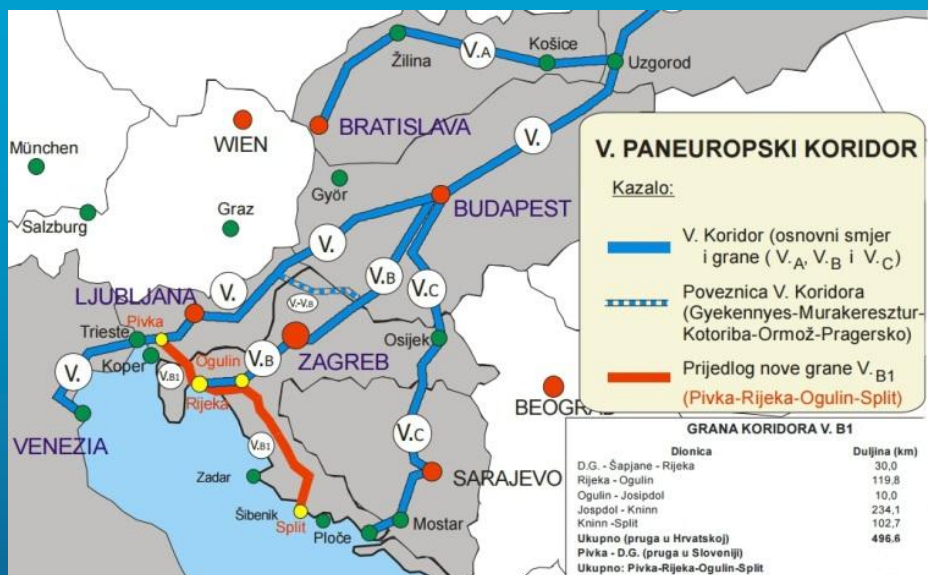 V.A
Košice
Žilina
Uzgorod
BRATISLAVA
WIEN
V.
München
Györ
V. PANEUROPSKI KORIDOR
Kazalo:
BUDAPEST
Graz
Salzburg
V.
V. Koridor (osnovni smjer
i grane ( V.A, V.B i V.C)
V.
V.B
V.C
LJUBLJANA
V.-V.B
Poveznica V. Koridora
(Gyekennyes-Murakeresztur-
Kotoriba-Ormož-Pragersko)
Trieste
Pivka
ZAGREB
Osijek
Koper
Ogulin
V.B
Prijedlog nove grane V.B1
(Pivka-Rijeka-Ogulin-Split)
V.
V.B1
Rijeka
BEOGRAD
VENEZIA
V.B1
V.C
GRANA KORIDORA V. B1
Dionica Duljina (km)
D.G. - Šapjane - Rijeka 30,0
Rijeka - Ogulin 119,8
Ogulin - Josipdol 10,0
Jospdol - Kninn 234,1
Kninn -Split 102,7
Ukupno (pruga u Hrvatskoj) 496.6
Pivka - D.G. (pruga u Sloveniji)
Ukupno: Pivka-Rijeka-Ogulin-Split
Zadar
SARAJEVO
Šibenik
Split
Ploče
Mostar